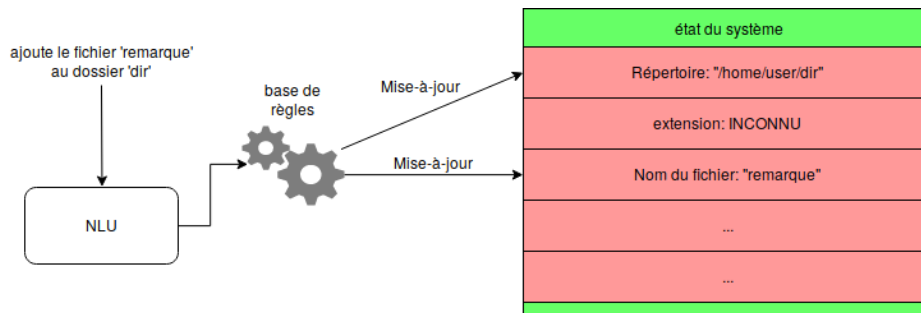 ajoute le fichier 'remarque'
au dossier 'dir'
NLU
base de
règles
Mise-à-jour
Mise-à-jour
état du système
Répertoire: "/home/user/dir"
extension: INCONNU
Nom du fichier: "remarque"
...
...